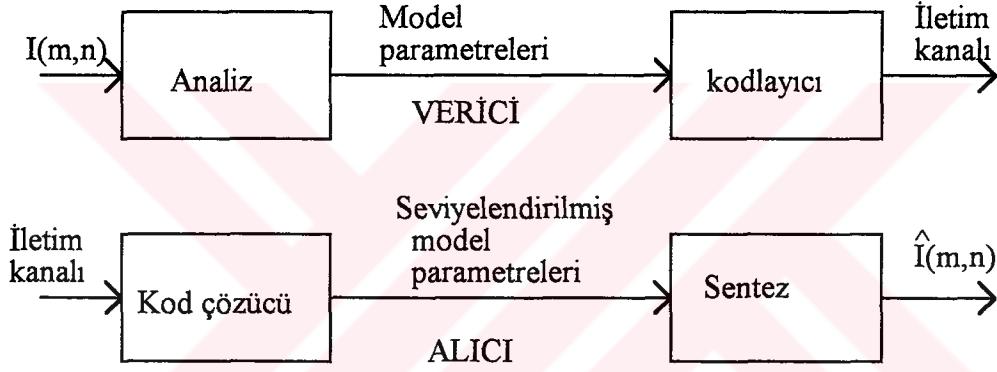 I(m,n)
Analiz
Model
parametreleri
VERİCİ
kodlayıcı
İletim
kanalı
İletim
kanalı
Kod çözücü
Seviyelendirilmiş
model
parametreleri
ALICI
Sentez
Î(m,n)